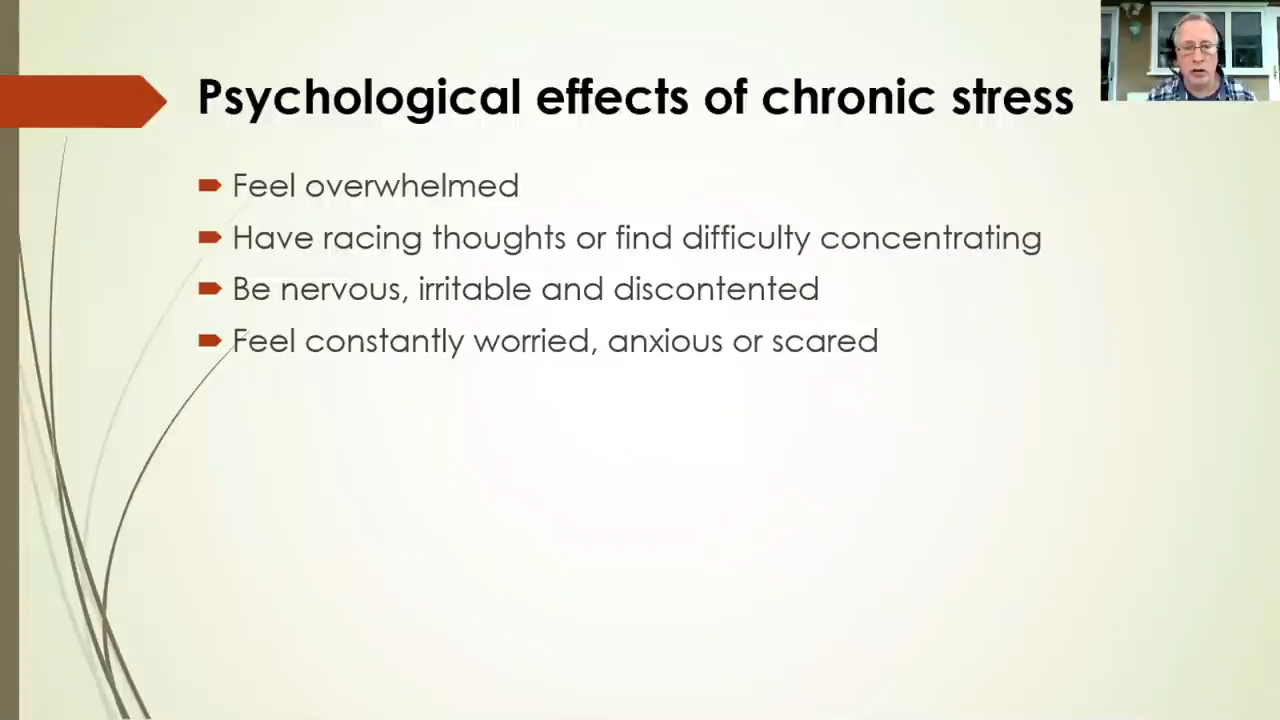 Psychological effects of chronic stress
Feel overwhelmed
Have racing thoughts or find difficulty concentrating
Be nervous, irritable and discontented
Feel constantly worried, anxious or scared